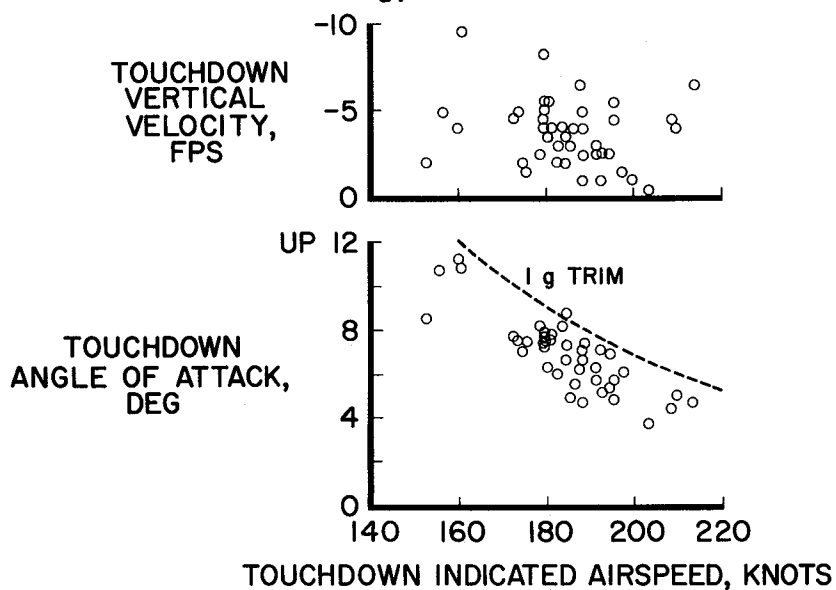 -10
TOUCHDOWN
VERTICAL
VELOCITY,
FPS
-5
0
UP 12
1 g TRIM
8
TOUCHDOWN
ANGLE OF ATTACK,
DEG
4
0
140 160 180 200 220
TOUCHDOWN INDICATED AIRSPEED, KNOTS